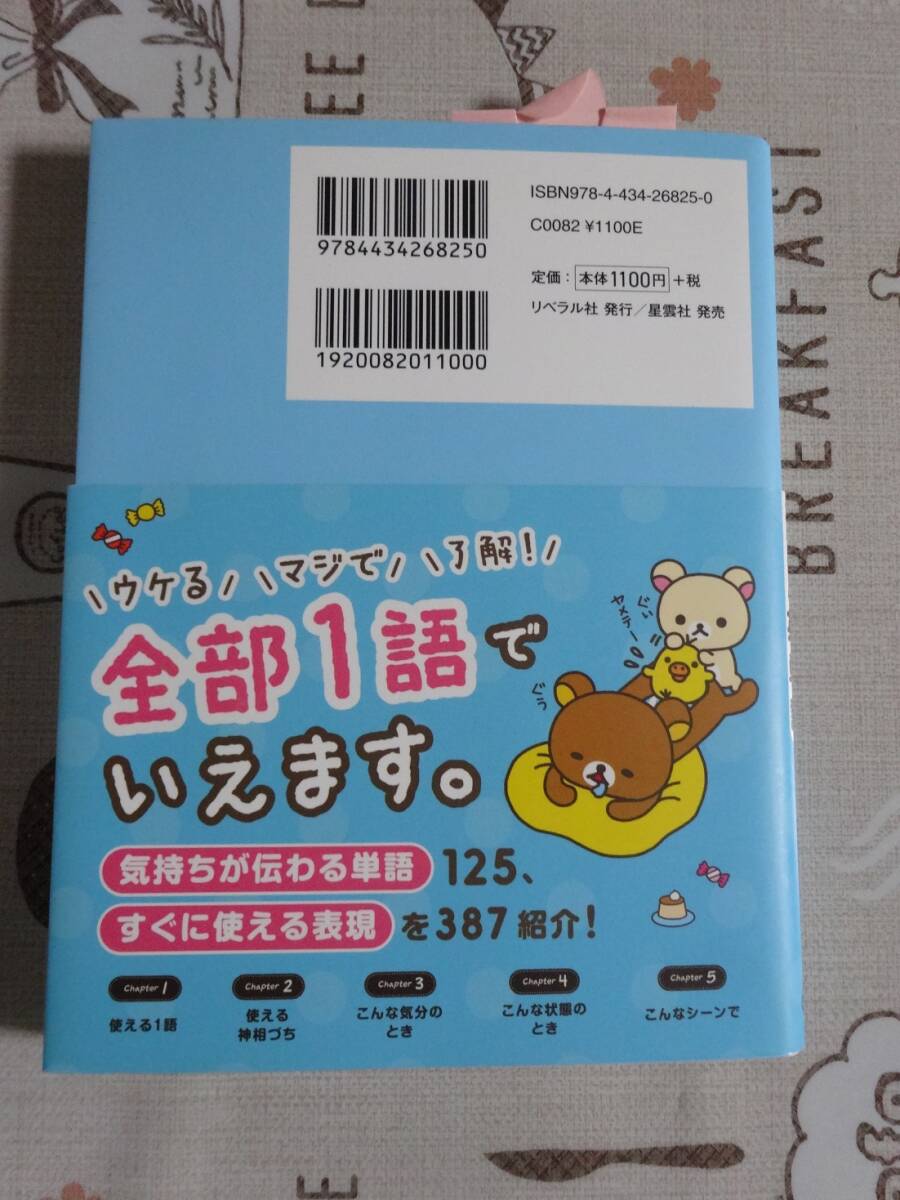 EE
BREAKFAST
ISBN978-4-434-26825-0
C0082 ¥1100E
9784434268250
定価：本体1100円+税
リベラル社 発行／星雲社 発売
1920082011000
\ウケる/ \マジで/ \了解！/
全部1語で
いえます。
ぐい
ヤメテー
ぐぅ
気持ちが伝わる単語 125、
すぐに使える表現 を387紹介！
Chapter 1
使える1語
Chapter 2
使える
神相づち
Chapter 3
こんな気分の
とき
Chapter 4
こんな状態の
とき
Chapter 5
こんなシーンで